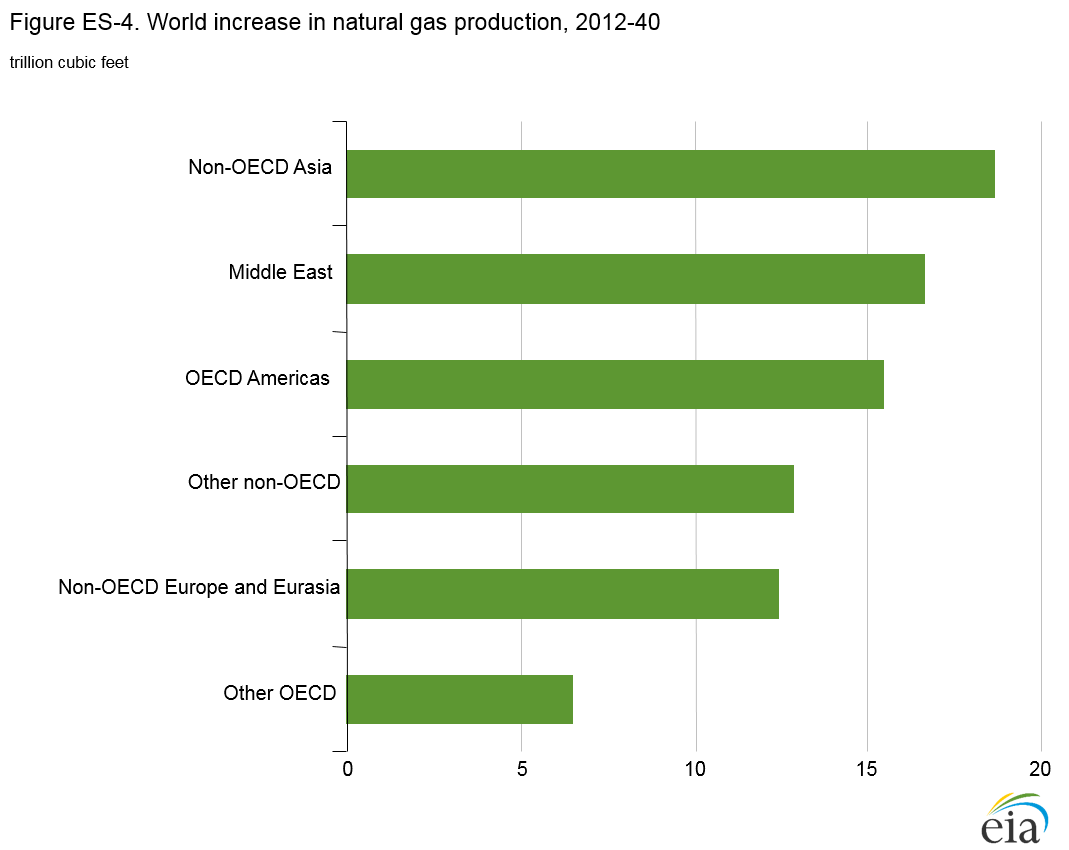 Figure ES-4. World increase in natural gas production, 2012-40
trillion cubic feet
Non-OECD Asia
Middle East
OECD Americas
Other non-OECD
Non-OECD Europe and Eurasia
Other OECD
0 5 10 15 20
eia